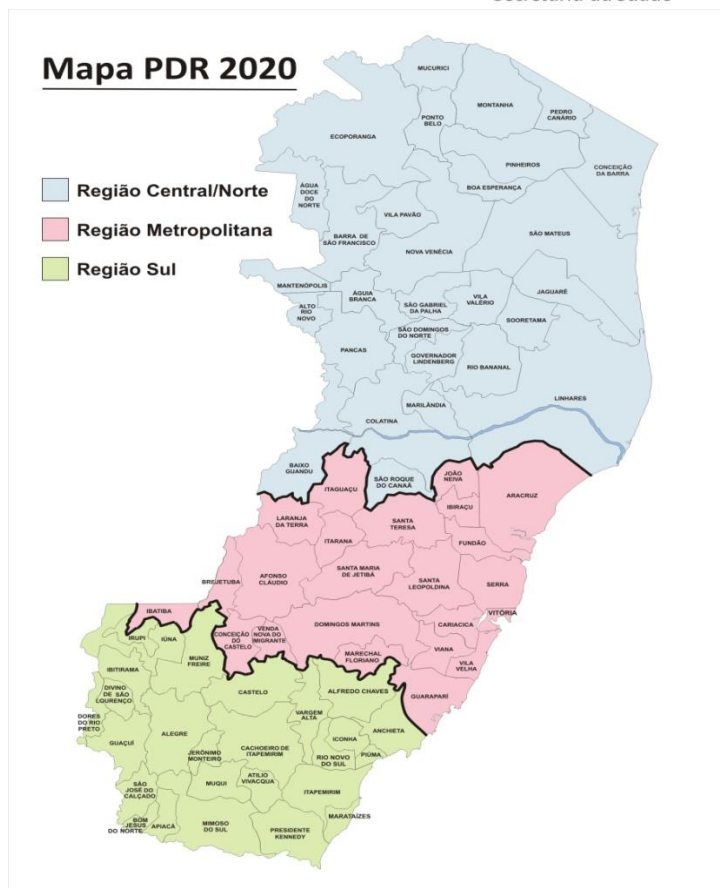 Mapa PDR 2020
Região Central/Norte
Região Metropolitana
Região Sul
MUCURICI
MONTANHA
PEDRO
CANÁRIO
PONTO
BELO
ECOPORANGA
PINHEIROS
CONCEIÇÃO
DA BARRA
BOA ESPERANÇA
ÁGUA
DOCE
DO
NORTE
VILA PAVÃO
BARRA DE
SÃO FRANCISCO
SÃO MATEUS
NOVA VENÉCIA
MANTENÓPOLIS
ÁGUIA
BRANCA
JAGUARÉ
ALTO
RIO
NOVO
SÃO GABRIEL
DA PALHA
VILA
VALÉRIO
SOORETAMA
SÃO DOMINGOS
DO NORTE
PANCAS
GOVERNADOR
LINDENBERG
RIO BANANAL
LINHARES
MARILÂNDIA
COLATINA
BAIXO
GUANDU
SÃO ROQUE
DO CANAÃ
JOÃO
NEIVA
ITAGUAÇU
ARACRUZ
IBIRAÇU
LARANJA
DA TERRA
SANTA
TERESA
ITARANA
FUNDÃO
SANTA MARIA
DE JETIBÁ
BREJETUBA
AFONSO
CLÁUDIO
SANTA
LEOPOLDINA
SERRA
VITÓRIA
IBATIBA
DOMINGOS MARTINS
CARIACICA
CONCEIÇÃO
DO
CASTELO
VENDA
NOVA DO
IMIGRANTE
VIANA
MARECHAL
FLORIANO
VILA
VELHA
GUARAPARÍ
IRUPI
IÚNA
MUNIZ
FREIRE
IBITIRAMA
CASTELO
ALFREDO CHAVES
DIVINO
DE SÃO
LOURENÇO
DORES
DO RIO
PRETO
VARGEM
ALTA
ANCHIETA
ALEGRE
ICONHA
GUAÇUÍ
CACHOEIRO DE
ITAPEMIRIM
PIÚMA
JERÔNIMO
MONTEIRO
RIO NOVO
DO SUL
SÃO
JOSÉ DO
CALÇADO
MUQUI
ATILIO
VIVACQUA
ITAPEMIRIM
MARATAÍZES
BOM
JESUS
DO NORTE
APIACÁ
MIMOSO
DO SUL
PRESIDENTE
KENNEDY